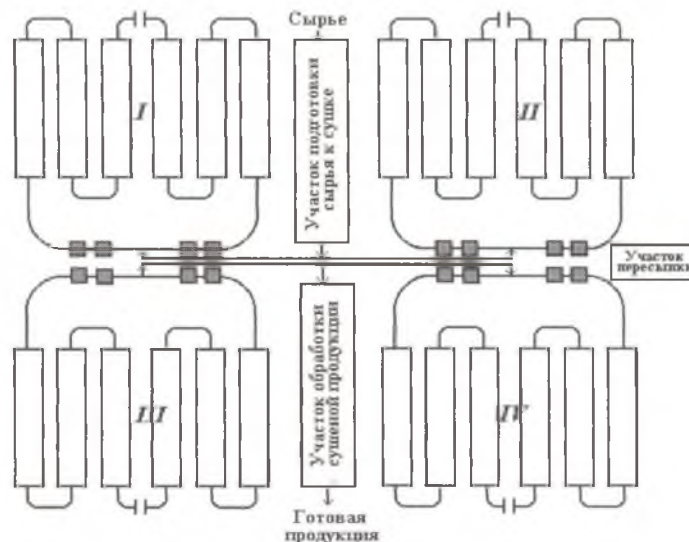 Сырье
I
II
Участок подготовки
сырья к сушке
Участок
пересыпки
Участок обработки
сушеной продукции
III
IV
Готовая
продукция